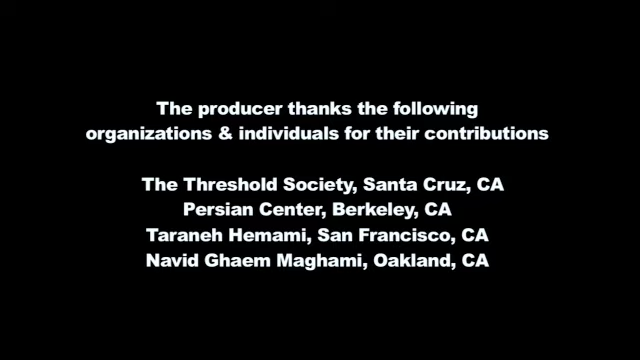 The producer thanks the following
organizations & individuals for their contributions
The Threshold Society, Santa Cruz, CA
Persian Center, Berkeley, CA
Taraneh Hemami, San Francisco, CA
Navid Ghaem Maghami, Oakland, CA